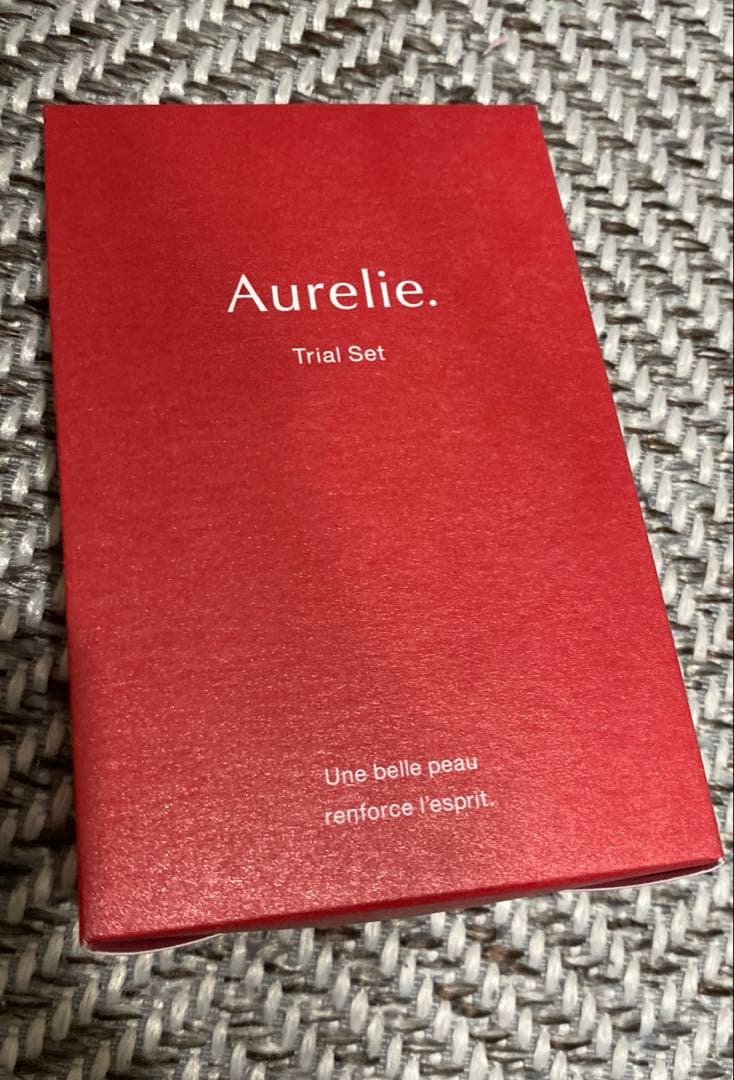 Aurelie.
Trial Set
Une belle peau
renforce l'esprit.